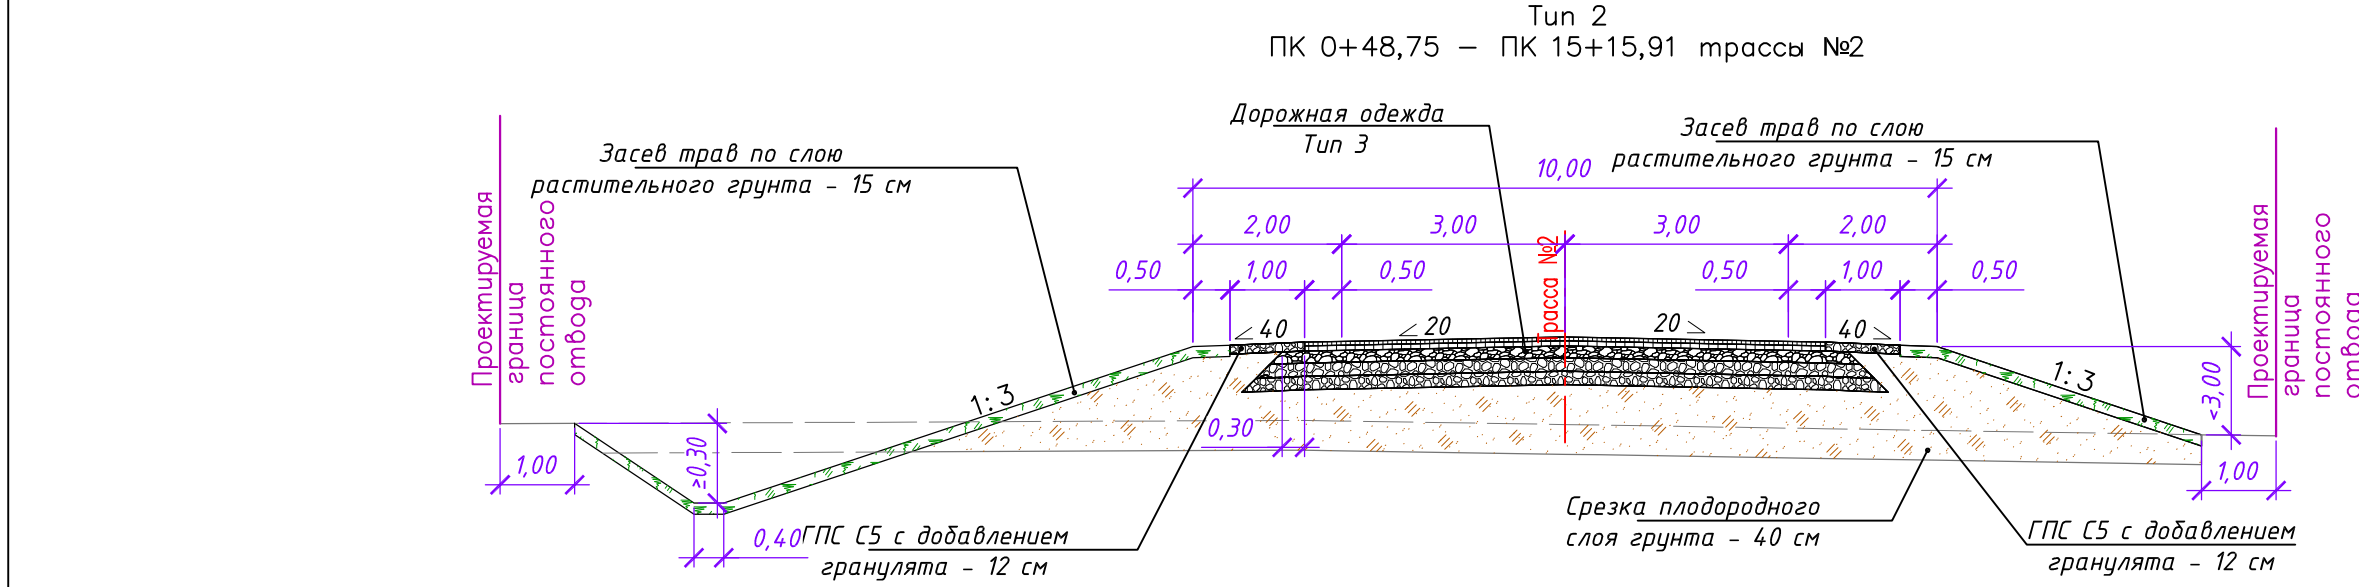 Тип 2
ПК 0+48,75 – ПК 15+15,91 трассы №2
Дорожная одежда
Тип 3
Засев трав по слою
растительного грунта – 15 см
Засев трав по слою
растительного грунта – 15 см
10,00
2,00
3,00
3,00
2,00
0,50
1,00
0,50
0,50
1,00
0,50
Трасса №2
40
20
20
40
Проектируемая
граница
постоянного
отвода
Проектируемая
граница
постоянного
отвода
1:3
1:3
<3,00
0,30
≥0,30
1,00
1,00
0,40
ГПС С5 с добавлением
гранулята – 12 см
Срезка плодородного
слоя грунта – 40 см
ГПС С5 с добавлением
гранулята – 12 см